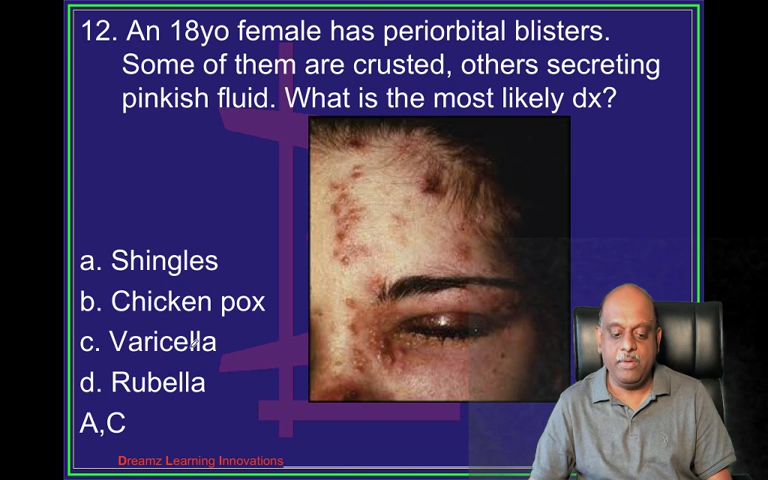 12. An 18yo female has periorbital blisters.
Some of them are crusted, others secreting
pinkish fluid. What is the most likely dx?
a. Shingles
b. Chicken pox
c. Varicella
d. Rubella
A,C
Dreamz Learning Innovations